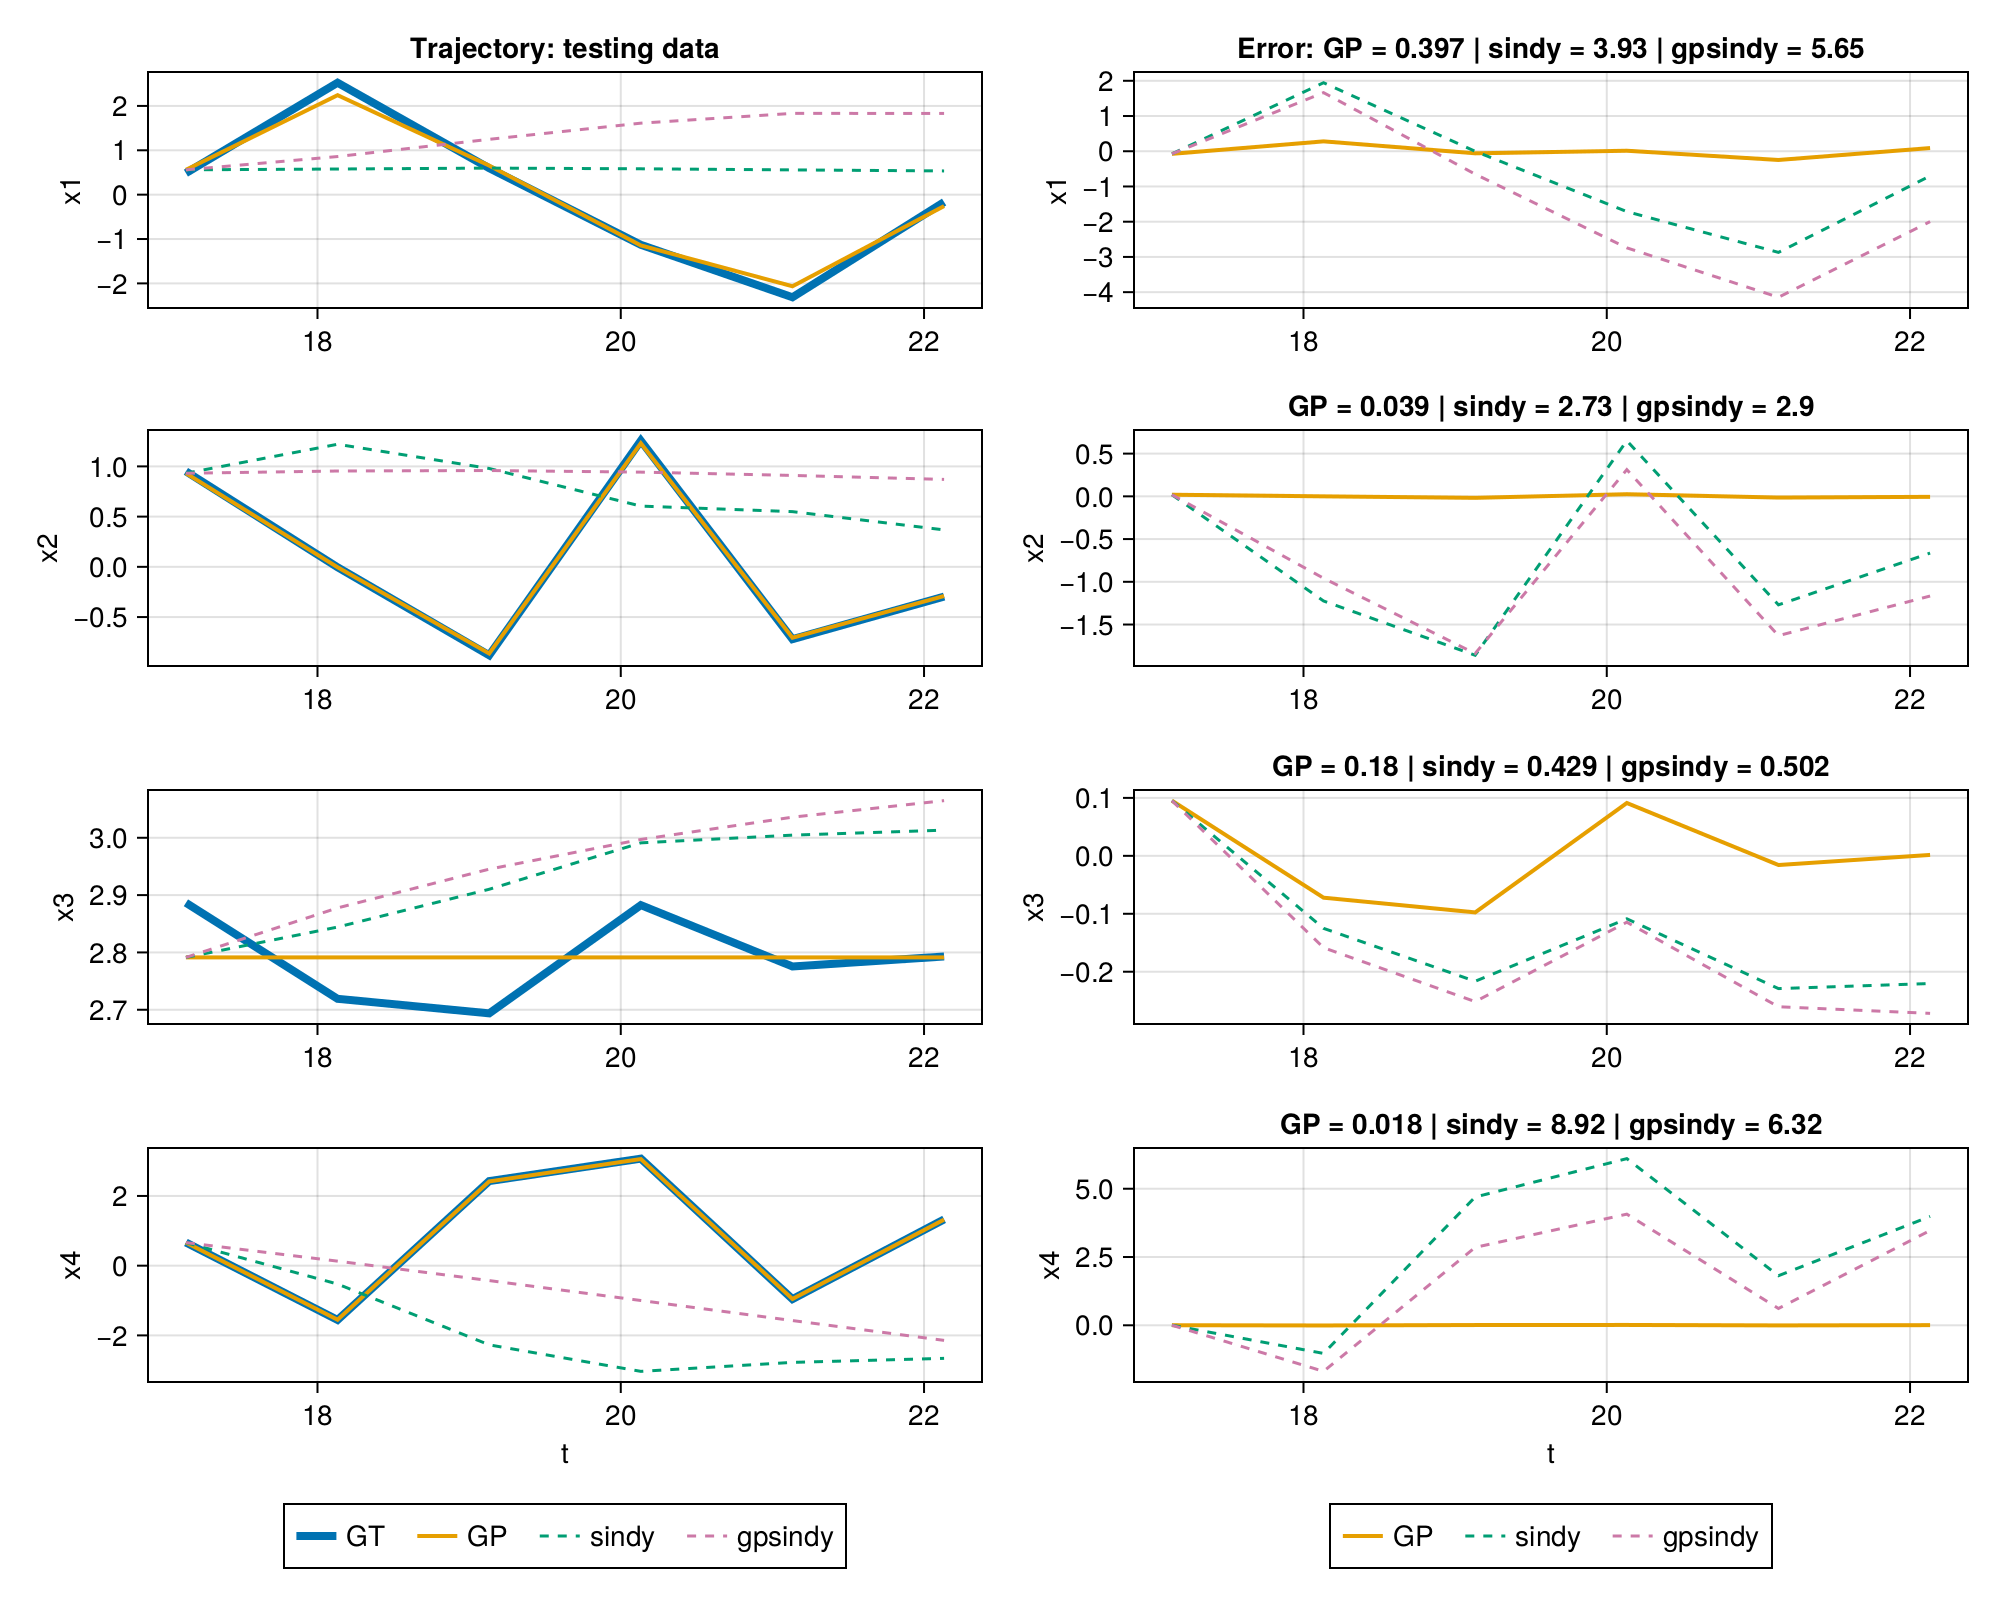 Trajectory: testing data
x1
2
1
0
−1
−2
18 20 22
Error: GP = 0.397 | sindy = 3.93 | gpsindy = 5.65
x1
2
1
0
−1
−2
−3
−4
18 20 22
x2
1.0
0.5
0.0
−0.5
18 20 22
GP = 0.039 | sindy = 2.73 | gpsindy = 2.9
x2
0.5
0.0
−0.5
−1.0
−1.5
18 20 22
x3
3.0
2.9
2.8
2.7
18 20 22
GP = 0.18 | sindy = 0.429 | gpsindy = 0.502
x3
0.1
0.0
−0.1
−0.2
18 20 22
x4
2
0
−2
18 20 22
t
GP = 0.018 | sindy = 8.92 | gpsindy = 6.32
x4
5.0
2.5
0.0
18 20 22
t
GT GP sindy gpsindy
GP sindy gpsindy